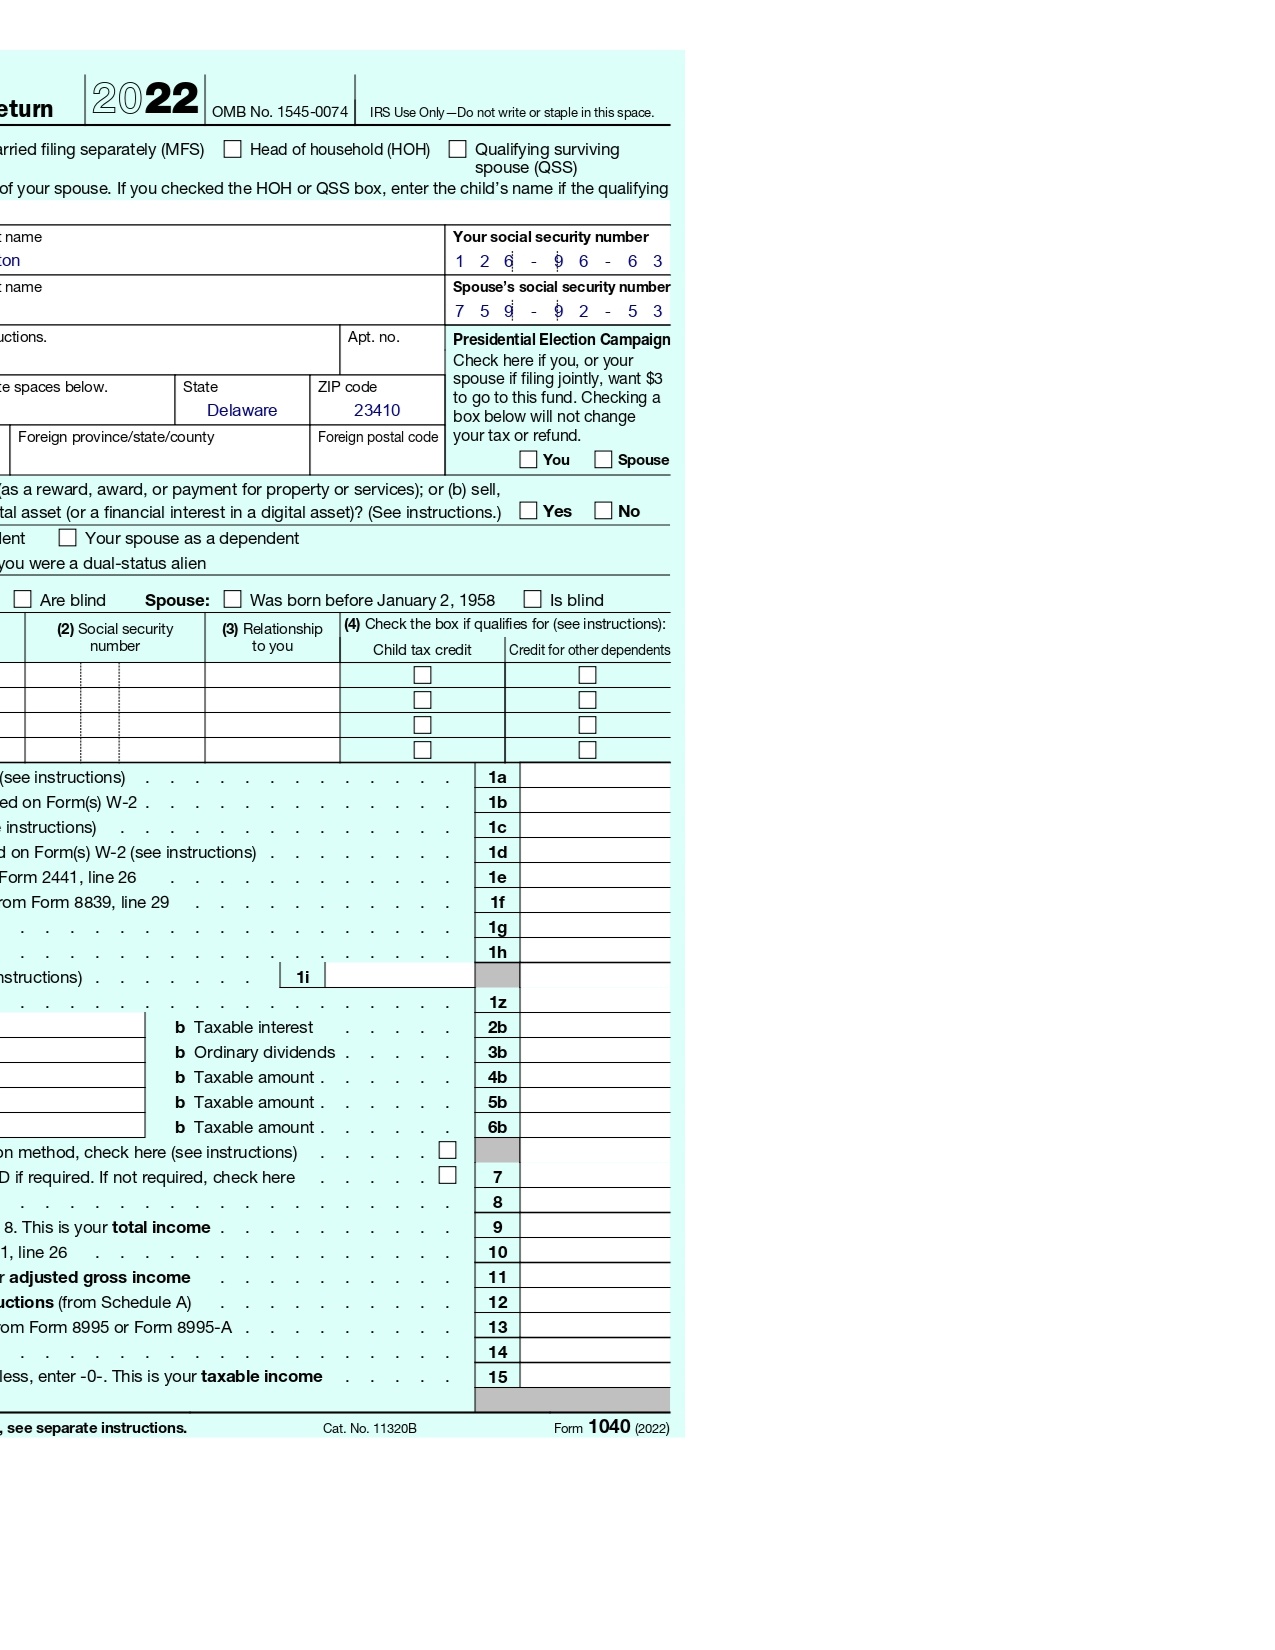 eturn 2022 OMB No. 1545-0074 IRS Use Only—Do not write or staple in this space.
arried filing separately (MFS) Head of household (HOH) Qualifying surviving
spouse (QSS)
of your spouse. If you checked the HOH or QSS box, enter the child's name if the qualifying
t name Your social security number
ton 1 2 6 - 9 6 - 6 3
t name Spouse's social security number
7 5 9 - 9 2 - 5 3
uctions. Apt. no. Presidential Election Campaign
Check here if you, or your
spouse if filing jointly, want $3
to go to this fund. Checking a
box below will not change
your tax or refund.
te spaces below. State ZIP code
Delaware 23410
Foreign province/state/county Foreign postal code
You Spouse
(as a reward, award, or payment for property or services); or (b) sell,
tal asset (or a financial interest in a digital asset)? (See instructions.) Yes No
lent Your spouse as a dependent
you were a dual-status alien
Are blind Spouse: Was born before January 2, 1958 Is blind
(2) Social security number (3) Relationship to you (4) Check the box if qualifies for (see instructions):
Child tax credit Credit for other dependents
(see instructions) . . . . . . . . . . . . . 1a
ed on Form(s) W-2 . . . . . . . . . . . . . 1b
e instructions) . . . . . . . . . . . . . . 1c
d on Form(s) W-2 (see instructions) . . . . . . . . 1d
Form 2441, line 26 . . . . . . . . . . . . 1e
rom Form 8839, line 29 . . . . . . . . . . . 1f
. . . . . . . . . . . . . . . . . . 1g
. . . . . . . . . . . . . . . . . . 1h
nstructions) . . . . . . . 1i
. . . . . . . . . . . . . . . . . . 1z
b Taxable interest . . . . . 2b
b Ordinary dividends . . . . . 3b
b Taxable amount . . . . . . 4b
b Taxable amount . . . . . . 5b
b Taxable amount . . . . . . 6b
on method, check here (see instructions) . . . . .
D if required. If not required, check here . . . . . 7
. . . . . . . . . . . . . . . . . . 8
8. This is your total income . . . . . . . . . . 9
1, line 26 . . . . . . . . . . . . . . . 10
r adjusted gross income . . . . . . . . . . 11
uctions (from Schedule A) . . . . . . . . . . 12
rom Form 8995 or Form 8995-A . . . . . . . . . 13
. . . . . . . . . . . . . . . . . . 14
less, enter -0-. This is your taxable income . . . . . 15
, see separate instructions. Cat. No. 11320B Form 1040 (2022)